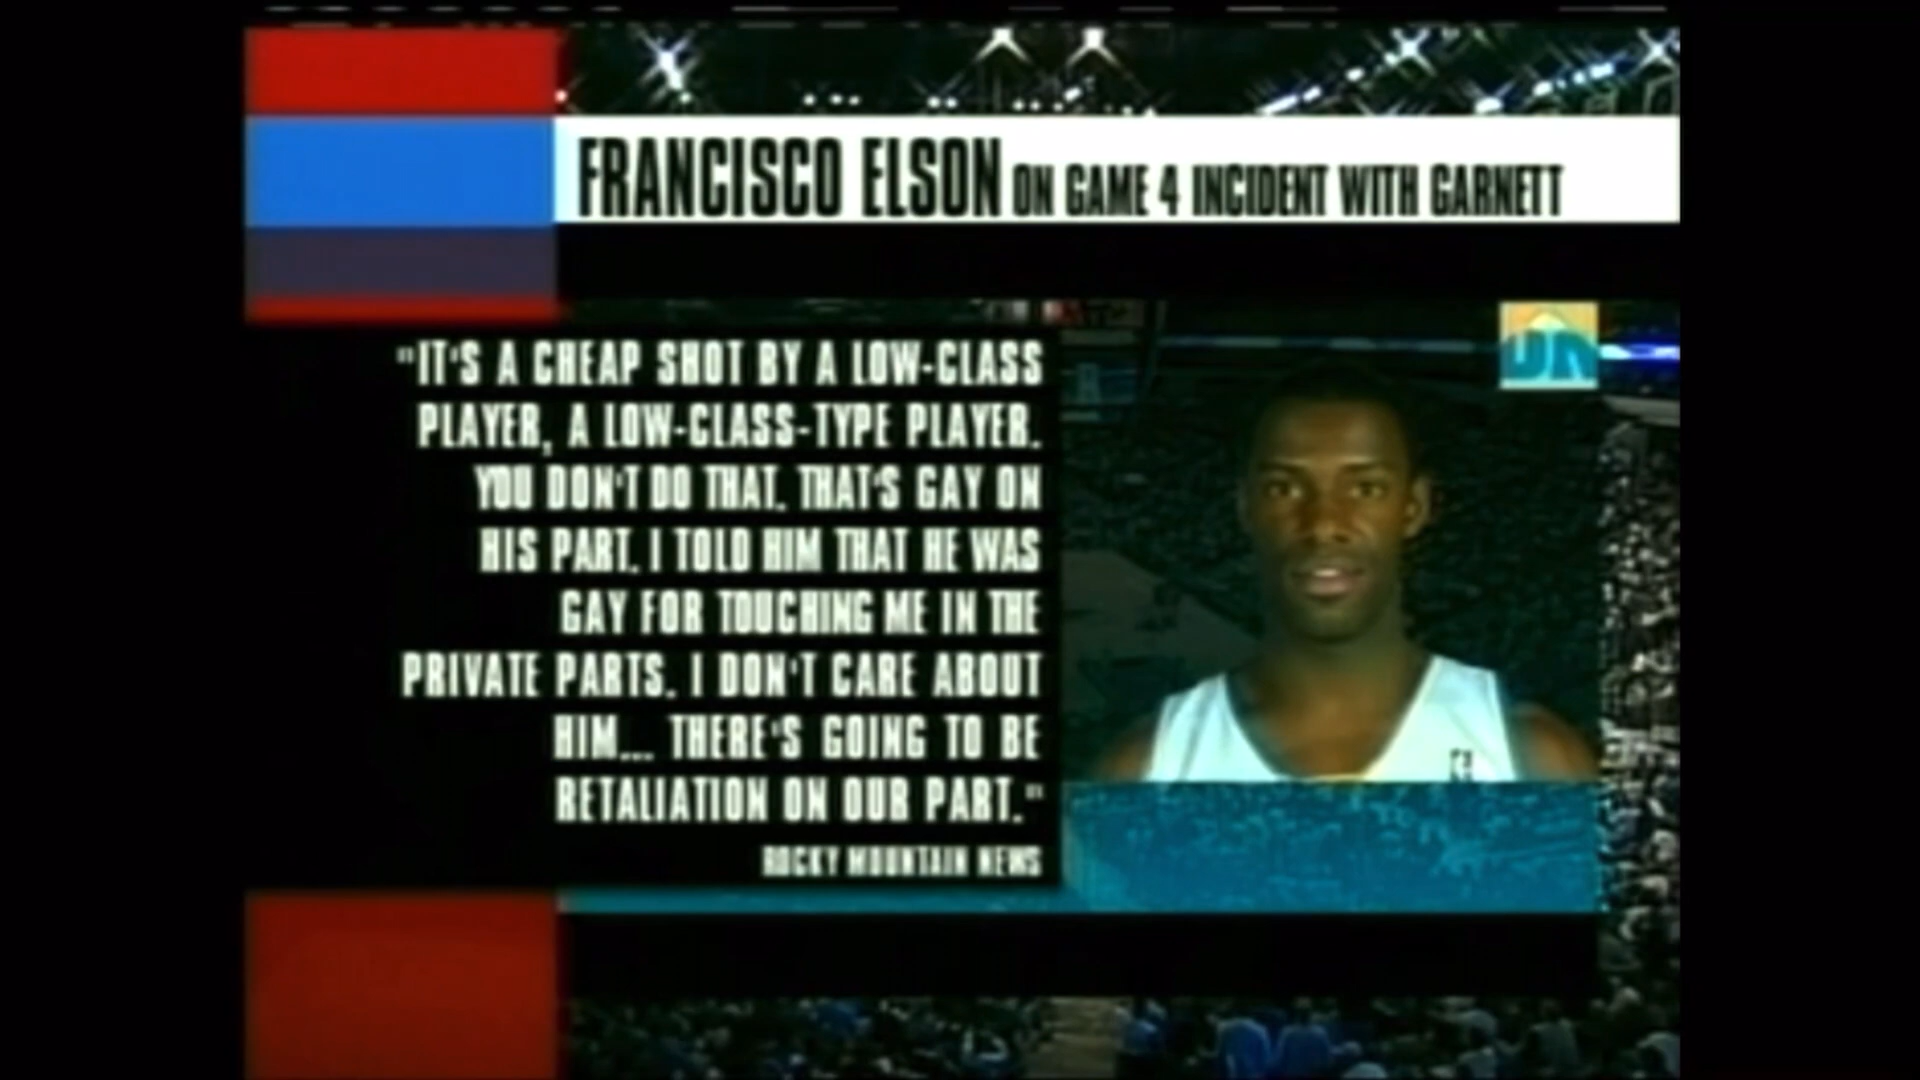 FRANCISCO ELSON ON GAME 4 INCIDENT WITH GARNETT
DN
"IT'S A CHEAP SHOT BY A LOW-CLASS
PLAYER, A LOW-CLASS-TYPE PLAYER.
YOU DON'T DO THAT. THAT'S GAY ON
HIS PART. I TOLD HIM THAT HE WAS
GAY FOR TOUCHING ME IN THE
PRIVATE PARTS. I DON'T CARE ABOUT
HIM... THERE'S GOING TO BE
RETALIATION ON OUR PART."
ROCKY MOUNTAIN NEWS